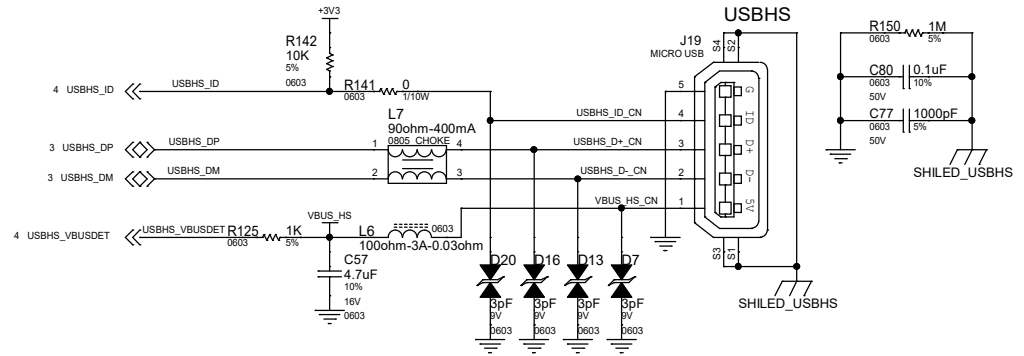 USBHS
+3V3
R142
10K
5%
0603
J19
MICRO USB
S4
S2
R150 1M
0603 5%
C80 0.1uF
0603 10%
50V
C77 1000pF
0603 5%
50V
SHILED_USBHS
4 USBHS_ID USBHS_ID
R141 0
0603 1/10W
5 G
USBHS_ID_CN 4 ID
L7
90ohm-400mA
0805 CHOKE
3 USBHS_DP USBHS_DP 1 4 USBHS_D+_CN 3 D+
3 USBHS_DM USBHS_DM 2 3 USBHS_D-_CN 2 D-
VBUS_HS_CN 1 5V
VBUS_HS
4 USBHS_VBUSDET USBHS_VBUSDET
R125 1K
0603 5%
L6 0603
100ohm-3A-0.03ohm
S3
S1
C57
4.7uF
10%
16V
0603
D20 D16 D13 D7
3pF 3pF 3pF 3pF
9V 9V 9V 9V
0603 0603 0603 0603
SHILED_USBHS